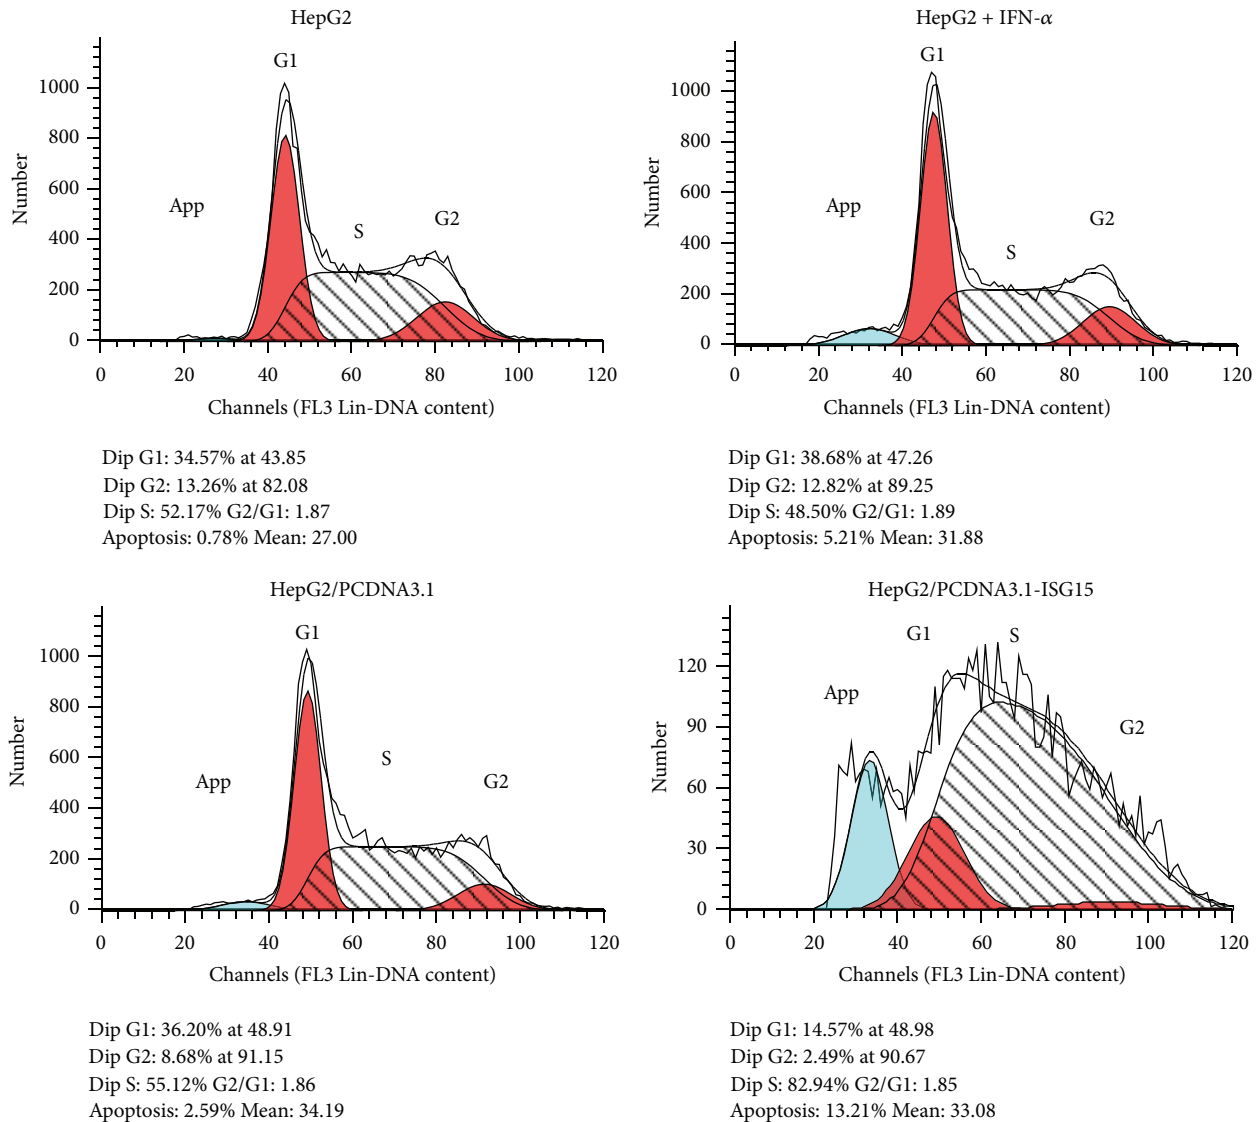 HepG2
G1
App
S
G2
1000
800
600
400
200
0
Number
0 20 40 60 80 100 120
Channels (FL3 Lin-DNA content)
Dip G1: 34.57% at 43.85
Dip G2: 13.26% at 82.08
Dip S: 52.17% G2/G1: 1.87
Apoptosis: 0.78% Mean: 27.00
HepG2 + IFN-α
G1
App
S
G2
1000
800
600
400
200
0
Number
0 20 40 60 80 100 120
Channels (FL3 Lin-DNA content)
Dip G1: 38.68% at 47.26
Dip G2: 12.82% at 89.25
Dip S: 48.50% G2/G1: 1.89
Apoptosis: 5.21% Mean: 31.88
HepG2/PCDNA3.1
G1
App
S
G2
1000
800
600
400
200
0
Number
0 20 40 60 80 100 120
Channels (FL3 Lin-DNA content)
Dip G1: 36.20% at 48.91
Dip G2: 8.68% at 91.15
Dip S: 55.12% G2/G1: 1.86
Apoptosis: 2.59% Mean: 34.19
HepG2/PCDNA3.1-ISG15
G1
S
App
G2
120
90
60
30
0
Number
0 20 40 60 80 100 120
Channels (FL3 Lin-DNA content)
Dip G1: 14.57% at 48.98
Dip G2: 2.49% at 90.67
Dip S: 82.94% G2/G1: 1.85
Apoptosis: 13.21% Mean: 33.08